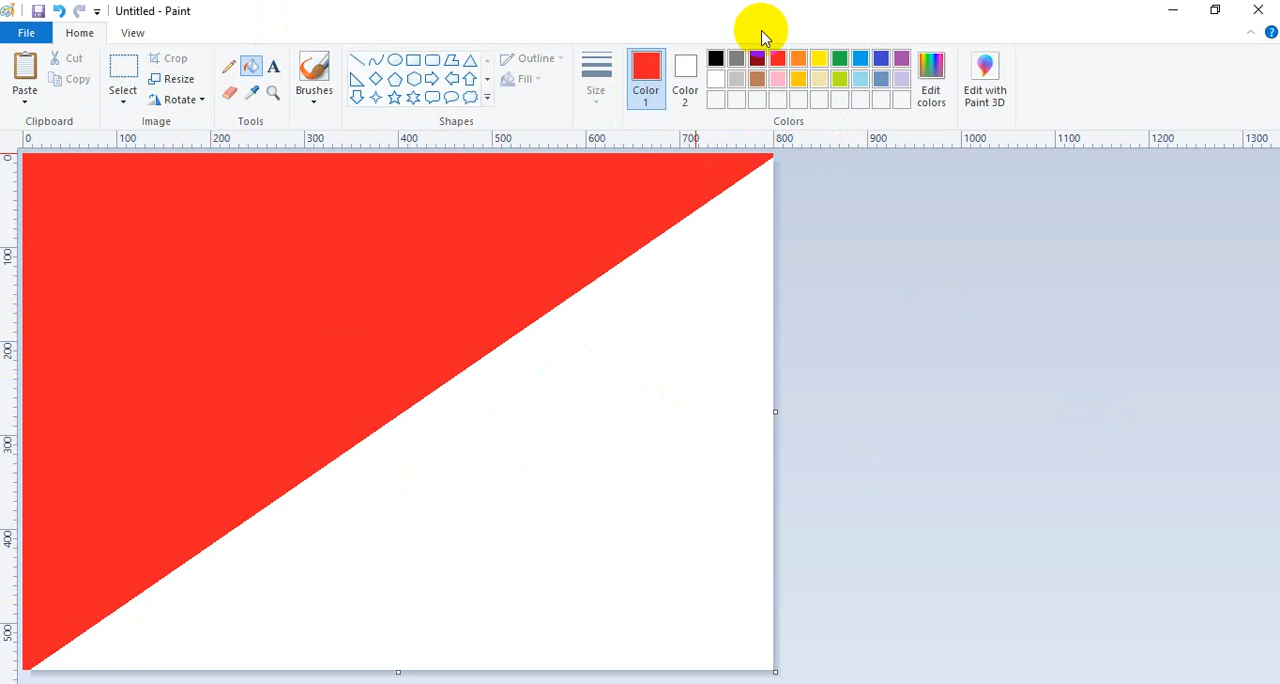 Untitled - Paint
File Home View
Paste
Cut
Copy
Clipboard
Select
Crop
Resize
Rotate
Image
A
Tools
Brushes
Shapes
Outline
Fill
Size
Color 1
Color 2
Colors
Edit colors
Edit with Paint 3D
?
0 100 200 300 400 500 600 700 800 900 1000 1100 1200 1300
0
100
200
300
400
500